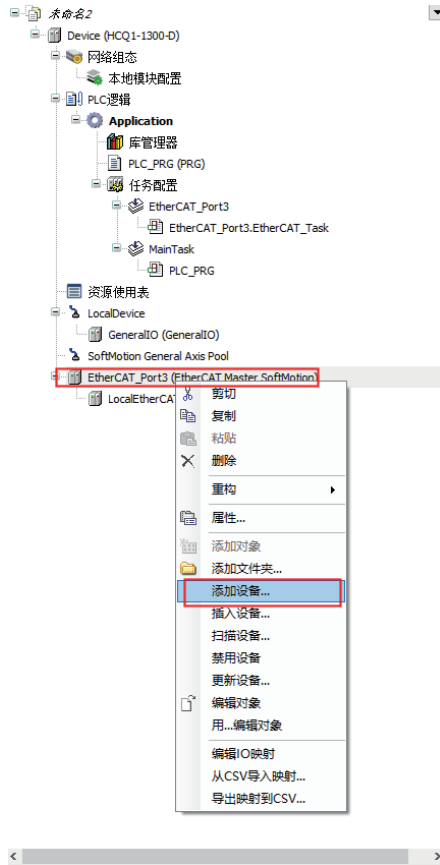 未命名2
Device (HCQ1-1300-D)
网络组态
本地模块配置
PLC逻辑
Application
库管理器
PLC_PRG (PRG)
任务配置
EtherCAT_Port3
EtherCAT_Port3.EtherCAT_Task
MainTask
PLC_PRG
资源使用表
LocalDevice
GeneralIO (GeneralIO)
SoftMotion General Axis Pool
EtherCAT_Port3 (EtherCAT Master SoftMotion)
LocalEtherCAT
剪切
复制
粘贴
删除
重构
属性...
添加对象
添加文件夹...
添加设备...
插入设备...
扫描设备...
禁用设备
更新设备...
编辑对象
用...编辑对象
编辑IO映射
从CSV导入映射...
导出映射到CSV...